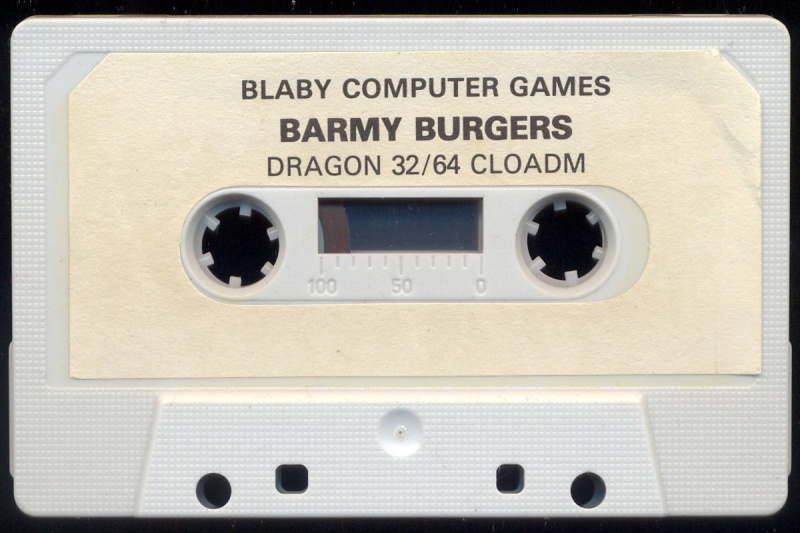 BLABY COMPUTER GAMES
BARMY BURGERS
DRAGON 32/64 CLOADM
100 50 0